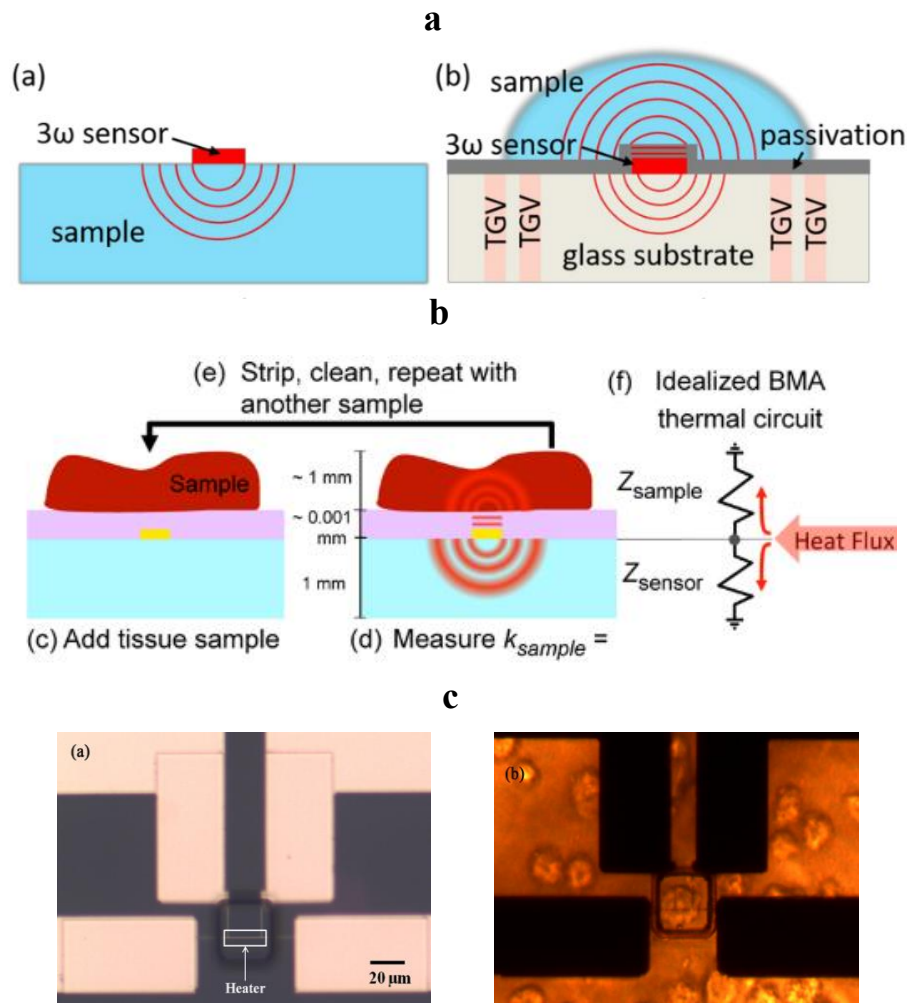 a
(a)
3ω sensor
sample
(b)
sample
3ω sensor
passivation
TGV
TGV
TGV
TGV
glass substrate
b
(e) Strip, clean, repeat with
another sample
(f) Idealized BMA
thermal circuit
Sample
~ 1 mm
~ 0.001
mm
1 mm
Zsample
Heat Flux
Zsensor
(c) Add tissue sample
(d) Measure ksample =
c
(a)
Heater
20 µm
(b)